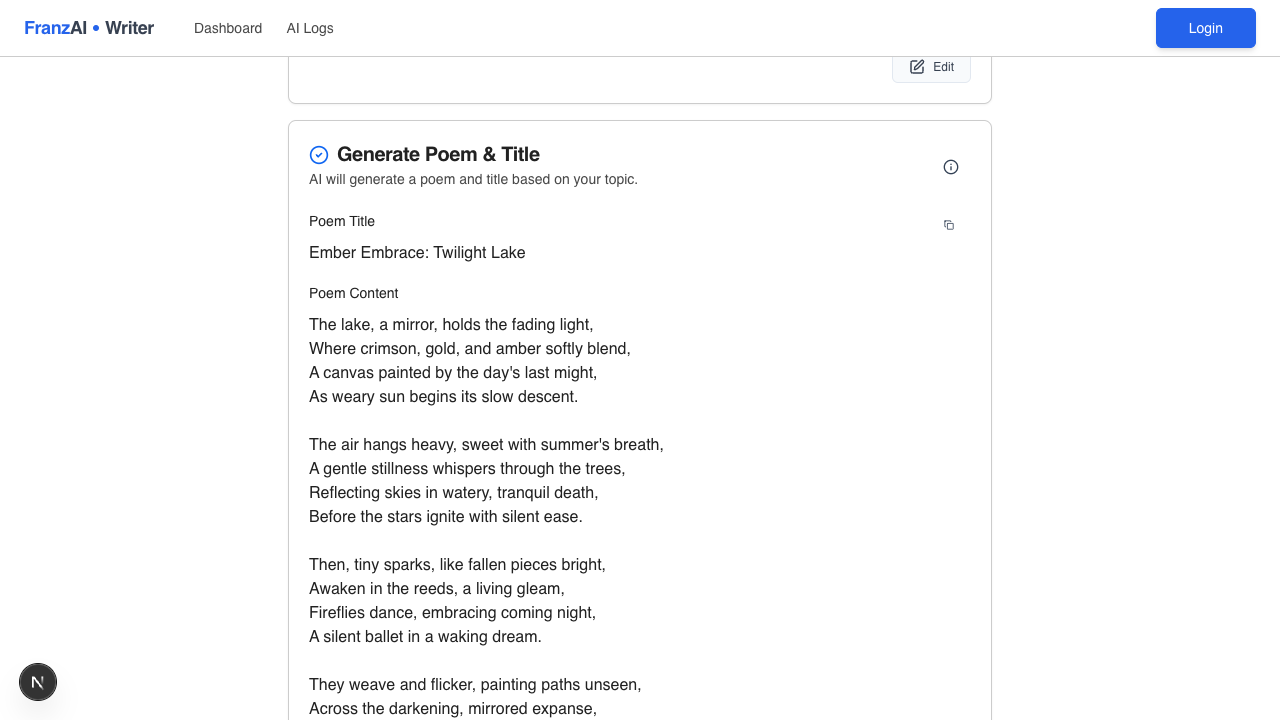 FranzAI • Writer
Dashboard
AI Logs
Login
Edit
Generate Poem & Title
AI will generate a poem and title based on your topic.
Poem Title
Ember Embrace: Twilight Lake
Poem Content
The lake, a mirror, holds the fading light,
Where crimson, gold, and amber softly blend,
A canvas painted by the day's last might,
As weary sun begins its slow descent.
The air hangs heavy, sweet with summer's breath,
A gentle stillness whispers through the trees,
Reflecting skies in watery, tranquil death,
Before the stars ignite with silent ease.
Then, tiny sparks, like fallen pieces bright,
Awaken in the reeds, a living gleam,
Fireflies dance, embracing coming night,
A silent ballet in a waking dream.
They weave and flicker, painting paths unseen,
Across the darkening, mirrored expanse,
N